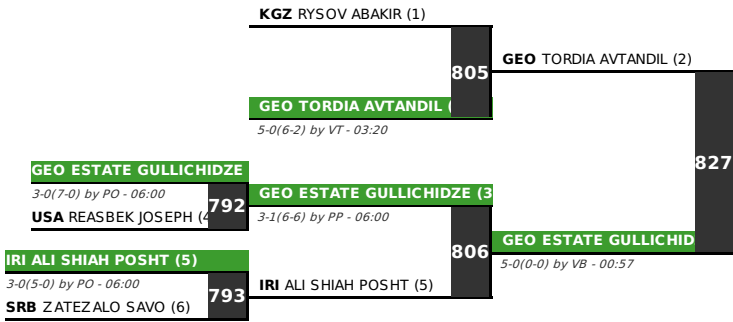 KGZ RYSOV ABAKIR (1)
805
GEO TORDIA AVTANDIL (
5-0(6-2) by VT - 03:20
GEO TORDIA AVTANDIL (2)
827
GEO ESTATE GULLICHIDZE
3-0(7-0) by PO - 06:00
792
USA REASBEK JOSEPH (4
GEO ESTATE GULLICHIDZE (3
3-1(6-6) by PP - 06:00
806
GEO ESTATE GULLICHID
5-0(0-0) by VB - 00:57
IRI ALI SHIAH POSHT (5)
3-0(5-0) by PO - 06:00
793
SRB ZATEZALO SAVO (6)
IRI ALI SHIAH POSHT (5)